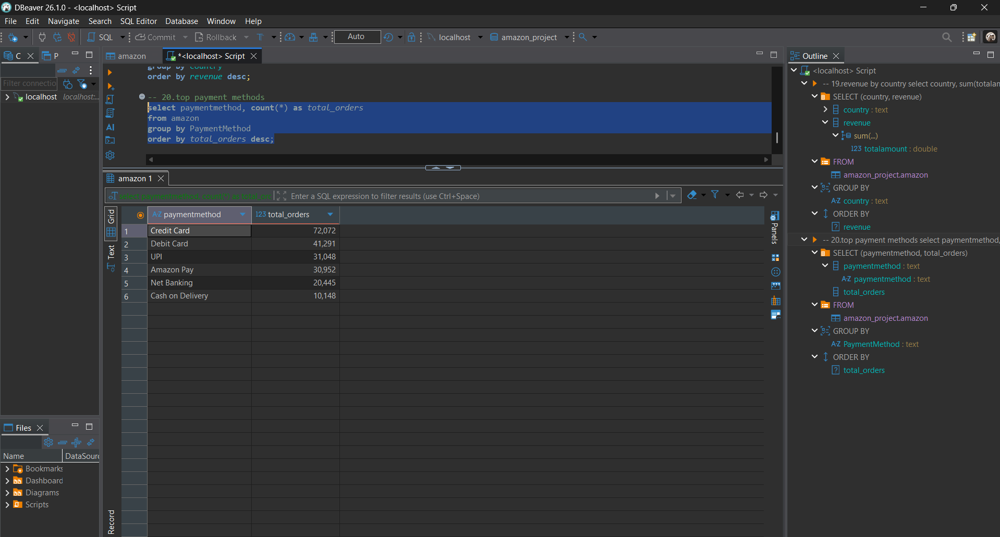 DBeaver 26.1.0 - <localhost> Script
File Edit Navigate Search SQL Editor Database Window Help
SQL Commit Rollback T Auto localhost amazon_project
C P
Filter connectio
localhost localhost:...
amazon *<localhost> Script
group by country
order by revenue desc;
-- 20.top payment methods
select paymentmethod, count(*) as total_orders
from amazon
group by PaymentMethod
order by total_orders desc;
AI
amazon 1
select paymentmethod, count(*) as total_orc Enter a SQL expression to filter results (use Ctrl+Space)
Grid
Text
Record
A-Z paymentmethod 123 total_orders
1 Credit Card 72,072
2 Debit Card 41,291
3 UPI 31,048
4 Amazon Pay 30,952
5 Net Banking 20,445
6 Cash on Delivery 10,148
Panels
Files
Name DataSourc
Bookmarks
Dashboard
Diagrams
Scripts
Outline
<localhost> Script
-- 19.revenue by country select country, sum(totalan
SELECT (country, revenue)
country : text
revenue
sum(...)
123 totalamount : double
FROM
amazon_project.amazon
GROUP BY
A-Z country : text
ORDER BY
? revenue
-- 20.top payment methods select paymentmethod,
SELECT (paymentmethod, total_orders)
paymentmethod : text
A-Z paymentmethod : text
total_orders
FROM
amazon_project.amazon
GROUP BY
A-Z PaymentMethod : text
ORDER BY
? total_orders